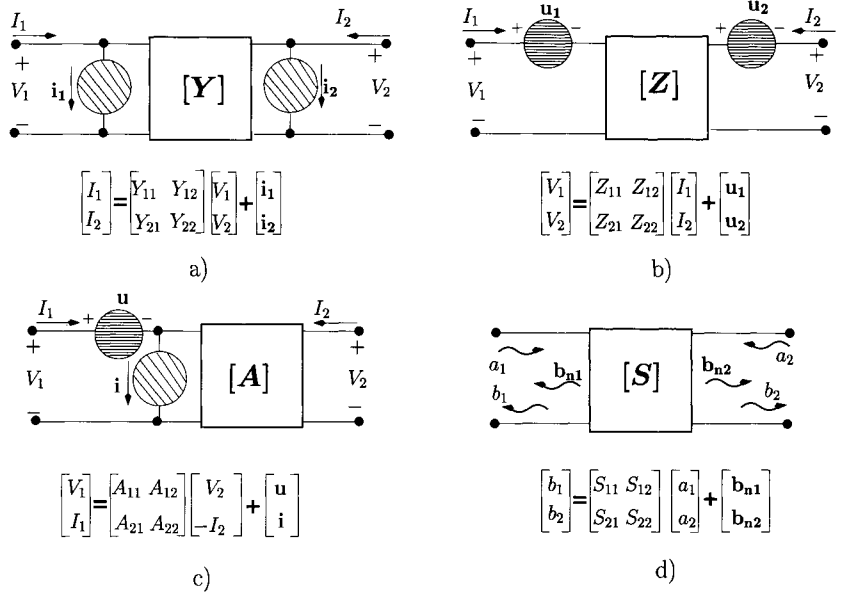 I₁ I₂
i₁ [Y] i₂
+ +
V₁ V₂
− −
[I₁ I₂] = [Y₁₁ Y₁₂ Y₂₁ Y₂₂] [V₁ V₂] + [i₁ i₂]
a)
u₁ u₂
I₁ + − + − I₂
+ +
V₁ [Z] V₂
− −
[V₁ V₂] = [Z₁₁ Z₁₂ Z₂₁ Z₂₂] [I₁ I₂] + [u₁ u₂]
b)
u
I₁ + − I₂
+ +
V₁ i [A] V₂
− −
[V₁ I₁] = [A₁₁ A₁₂ A₂₁ A₂₂] [V₂ −I₂] + [u i]
c)
a₁ bₙ₁ [S] bₙ₂ a₂
b₁ b₂
[b₁ b₂] = [S₁₁ S₁₂ S₂₁ S₂₂] [a₁ a₂] + [bₙ₁ bₙ₂]
d)